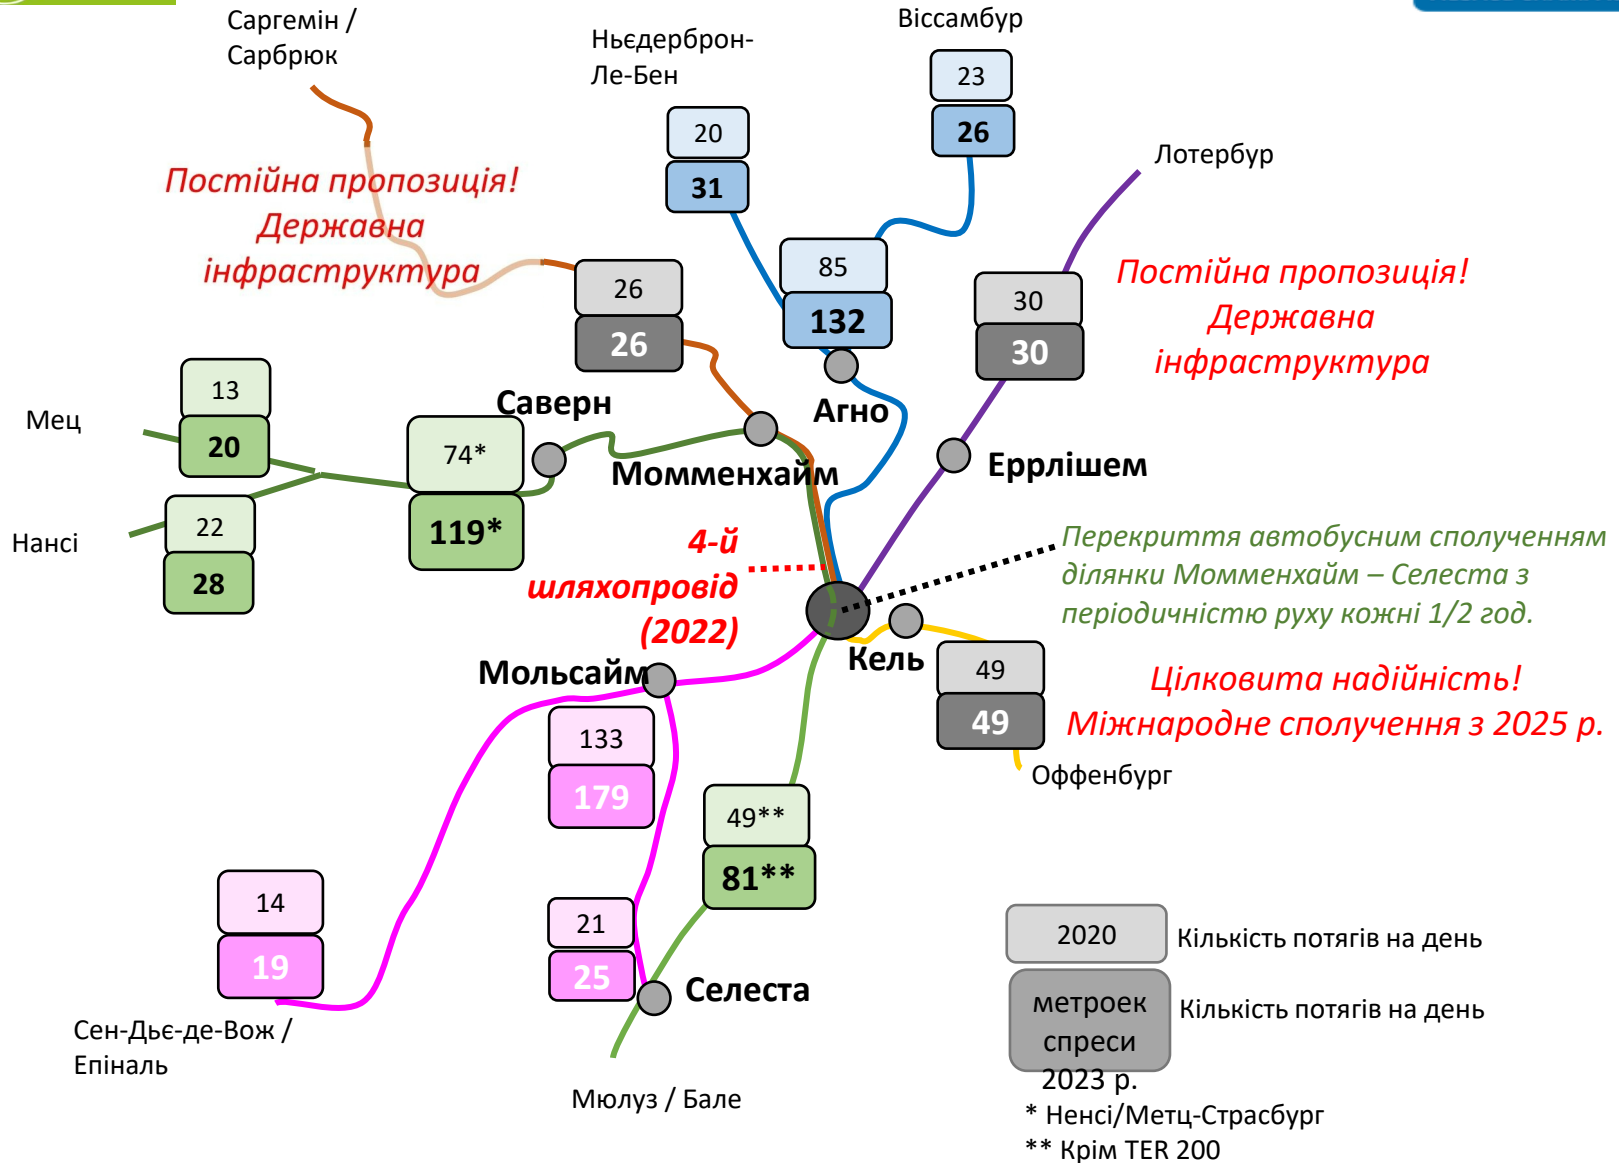 Саргемін /
Сарбрюк
Ньєдерброн-
Ле-Бен
Віссамбур
23
26
20
31
Лотербур
Постійна пропозиція!
Державна
інфраструктура
85
132
26
26
30
30
Постійна пропозиція!
Державна
інфраструктура
Мец
13
20
Саверн
74*
119*
Момменхайм
Агно
Еррлішем
Нансі
22
28
4-й
шляхопровід
(2022)
Перекриття автобусним сполученням
ділянки Момменхайм – Селеста з
періодичністю руху кожні 1/2 год.
Кель
Мольсайм
49
49
Цілковита надійність!
Міжнародне сполучення з 2025 р.
Оффенбург
133
179
49**
81**
14
19
21
25
Селеста
Сен-Дьє-де-Вож /
Епіналь
Мюлуз / Бале
2020
Кількість потягів на день
метроек
спреси
2023 р.
Кількість потягів на день
* Ненсі/Метц-Страсбург
** Крім TER 200